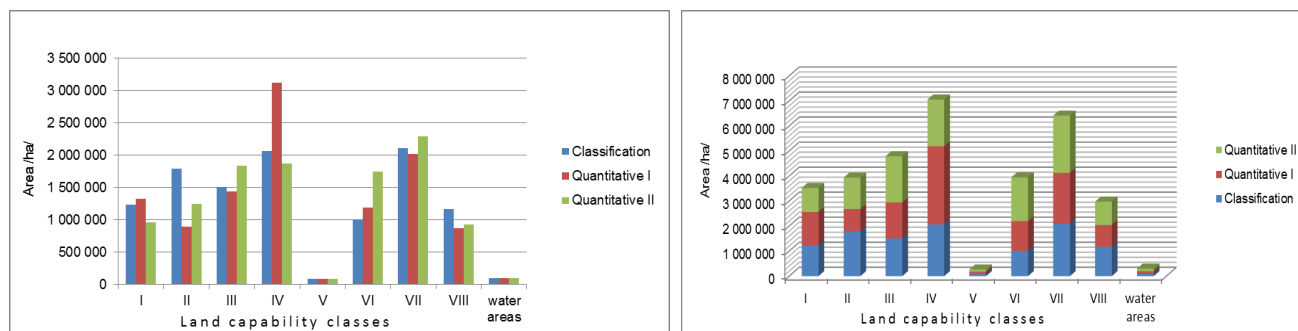 3 500 000
3 000 000
2 500 000
2 000 000
1 500 000
1 000 000
500 000
0
Area /ha/
I II III IV V VI VII VIII water
areas
Land capability classes
Classification
Quantitative I
Quantitative II
8 000 000
7 000 000
6 000 000
5 000 000
4 000 000
3 000 000
2 000 000
1 000 000
0
Area /ha/
I II III IV V VI VII VIII water
areas
Land capability classes
Quantitative II
Quantitative I
Classification